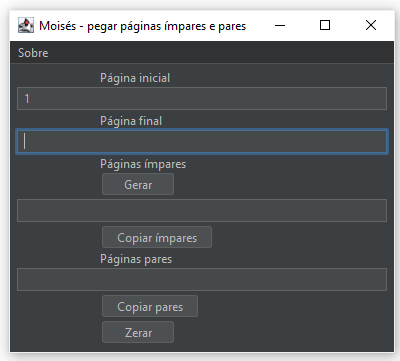 Moisés - pegar páginas ímpares e pares
Sobre
Página inicial
1
Página final
Páginas ímpares
Gerar
Copiar ímpares
Páginas pares
Copiar pares
Zerar